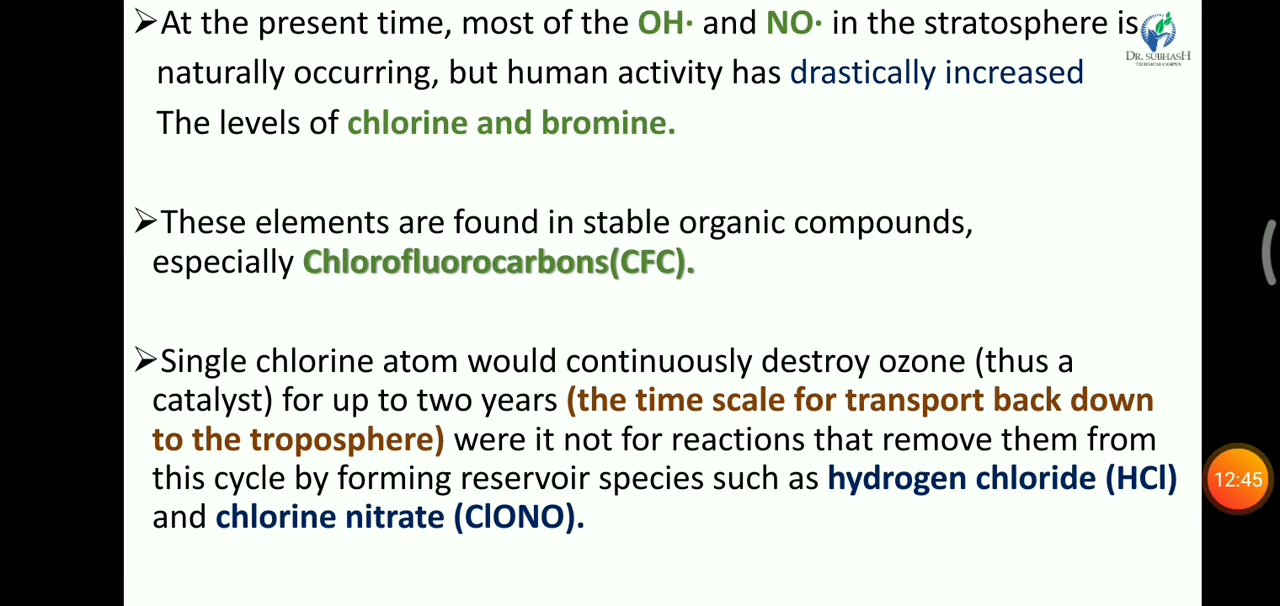 ➢At the present time, most of the OH· and NO· in the stratosphere is
naturally occurring, but human activity has drastically increased
The levels of chlorine and bromine.
➢These elements are found in stable organic compounds,
especially Chlorofluorocarbons(CFC).
➢Single chlorine atom would continuously destroy ozone (thus a
catalyst) for up to two years (the time scale for transport back down
to the troposphere) were it not for reactions that remove them from
this cycle by forming reservoir species such as hydrogen chloride (HCl)
and chlorine nitrate (ClONO).
DR. SUBHASH
TECHNICAL CAMPUS
12:45